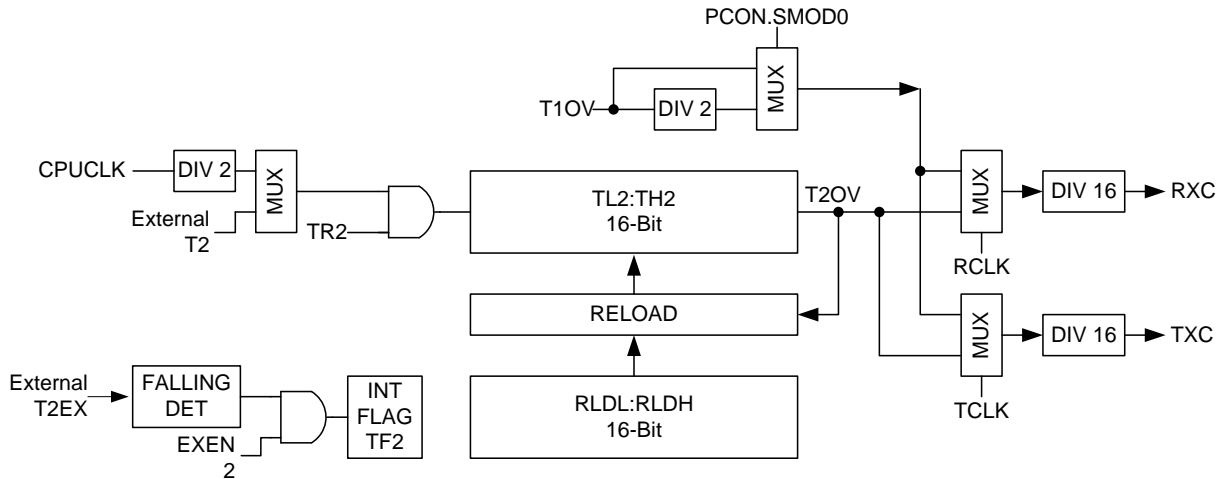 PCON.SMOD0
MUX
T1OV
DIV 2
CPUCLK
DIV 2
MUX
External
T2
TR2
TL2:TH2
16-Bit
T2OV
MUX
DIV 16
RXC
RCLK
RELOAD
MUX
DIV 16
TXC
TCLK
External
T2EX
FALLING
DET
EXEN
2
INT
FLAG
TF2
RLDL:RLDH
16-Bit